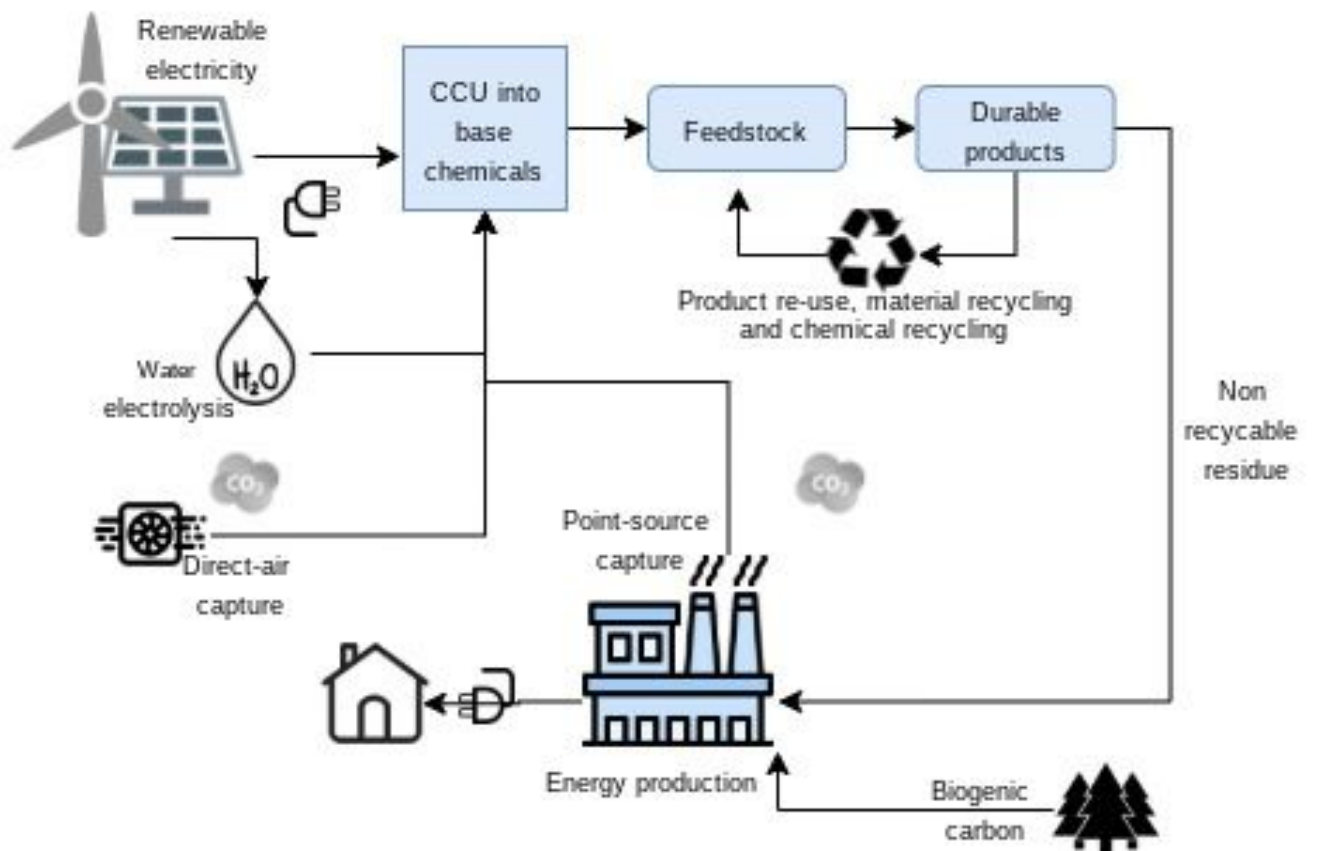 Renewable
electricity
CCU into
base
chemicals
Feedstock
Durable
products
Product re-use, material recycling
and chemical recycling
H₂O
Water
electrolysis
Non
recycable
residue
CO₂
CO₂
Direct-air
capture
Point-source
capture
Energy production
Biogenic
carbon